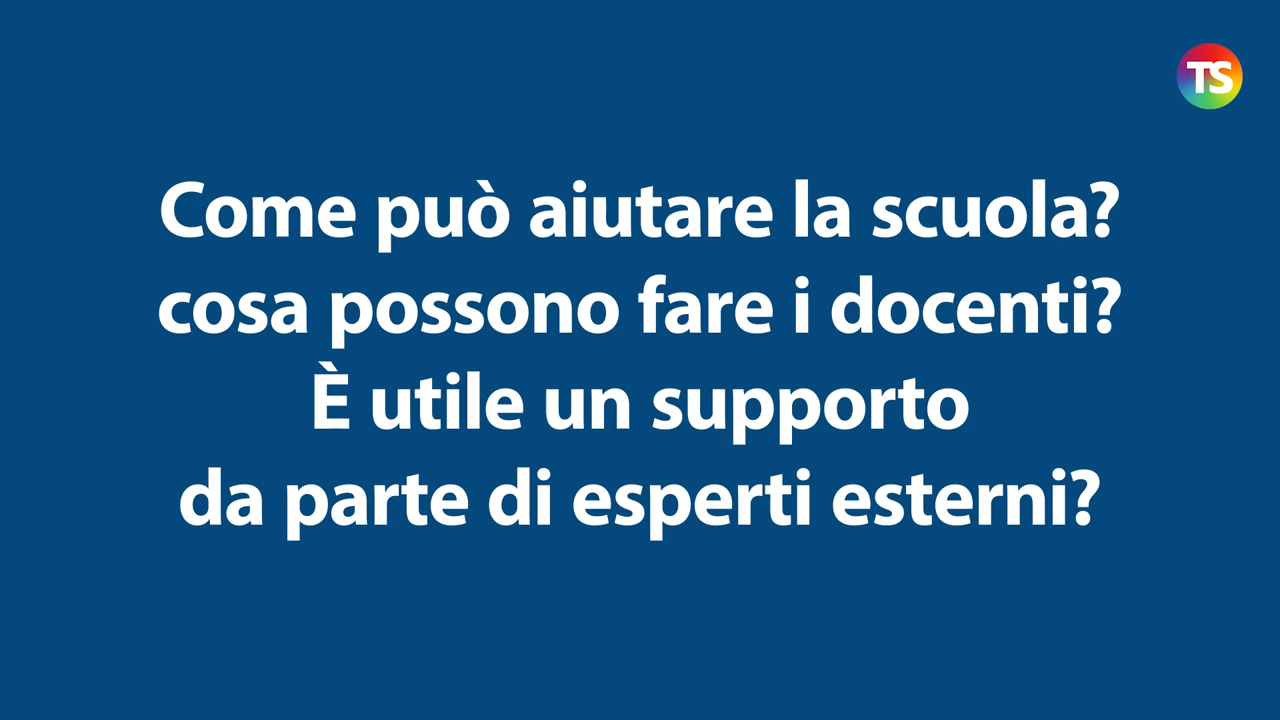 TS
Come può aiutare la scuola?
cosa possono fare i docenti?
È utile un supporto
da parte di esperti esterni?